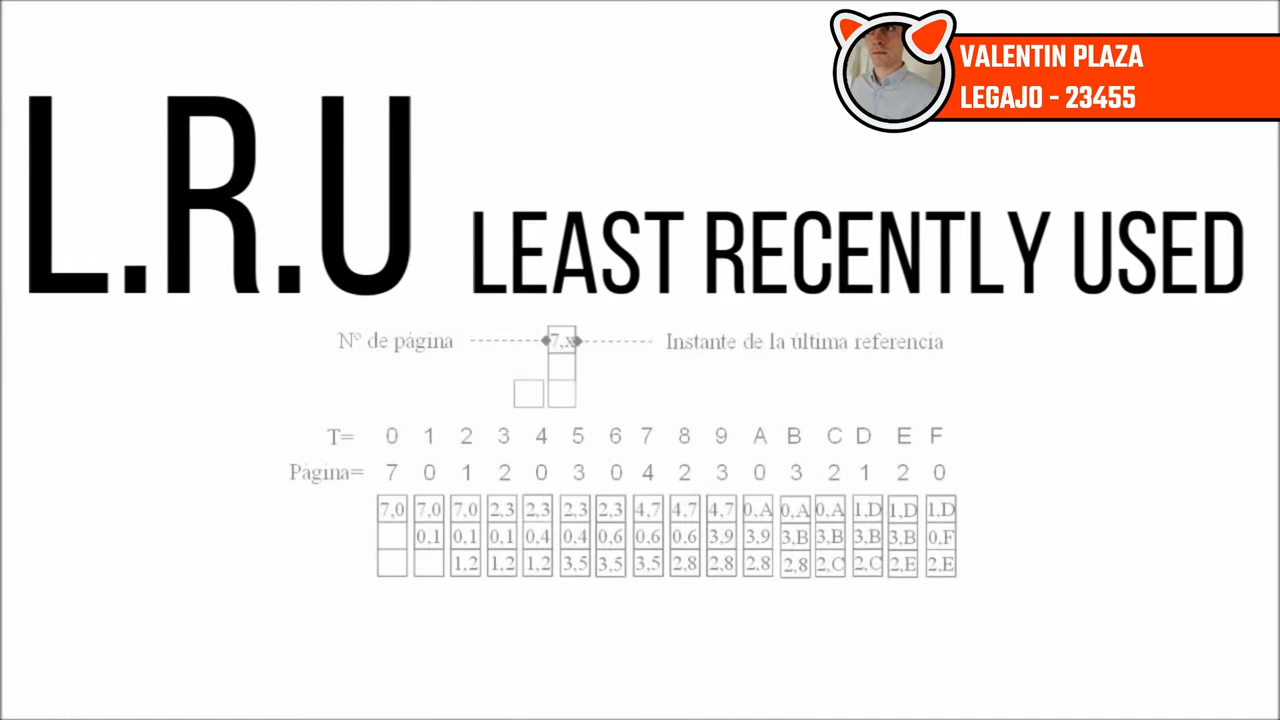 VALENTIN PLAZA
LEGAJO - 23455
L.R.U LEAST RECENTLY USED
Nº de página 7,x Instante de la última referencia
T= 0 1 2 3 4 5 6 7 8 9 A B C D E F
Página= 7 0 1 2 0 3 0 4 2 3 0 3 2 1 2 0
7,0 7,0 7,0 2,3 2,3 2,3 2,3 4,7 4,7 4,7 0,A 0,A 0,A 1,D 1,D 1,D
0,1 0,1 0,1 0,4 0,4 0,6 0,6 0,6 3,9 3,9 3,B 3,B 3,B 3,B 0,F
1,2 1,2 1,2 3,5 3,5 3,5 2,8 2,8 2,8 2,8 2,C 2,C 2,E 2,E